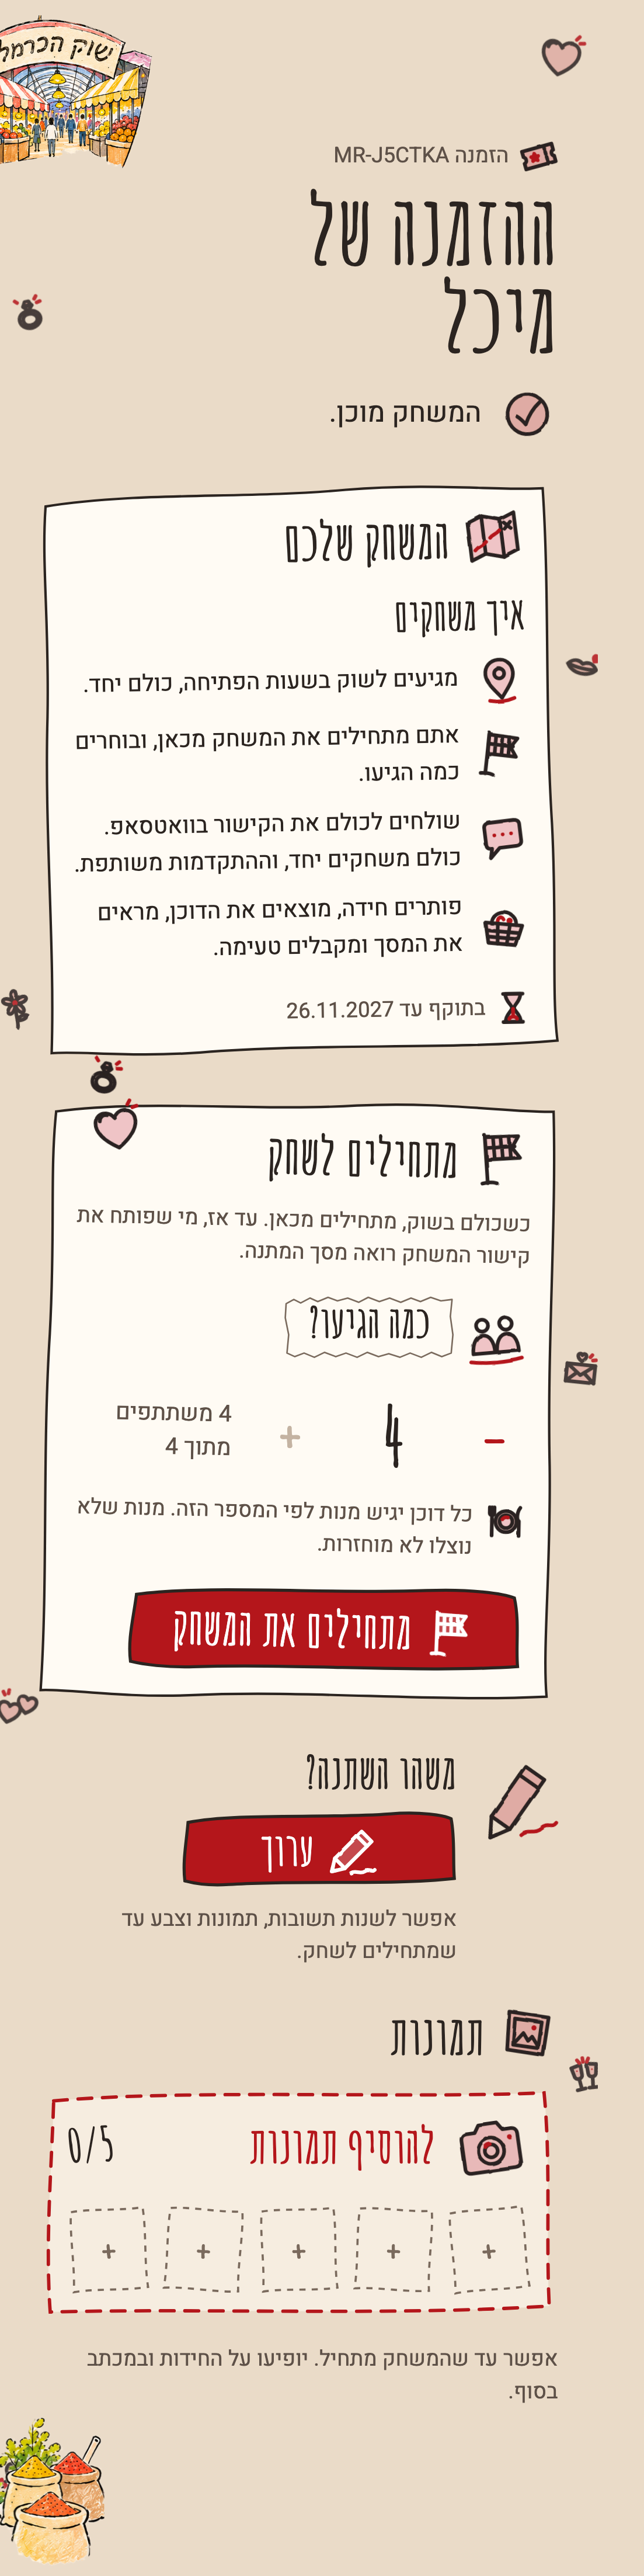 שוק הכרמל
הזמנה MR-J5CTKA
ההזמנה של
מיכל
המשחק מוכן.
המשחק שלכם
איך משחקים
מגיעים לשוק בשעות הפתיחה, כולם יחד.
אתם מתחילים את המשחק מכאן, ובוחרים
כמה הגיעו.
שולחים לכולם את הקישור בוואטסאפ.
כולם משחקים יחד, וההתקדמות משותפת.
פותרים חידה, מוצאים את הדוכן, מראים
את המסך ומקבלים טעימה.
בתוקף עד 26.11.2027
מתחילים לשחק
כשכולם בשוק, מתחילים מכאן. עד אז, מי שפותח את
קישור המשחק רואה מסך המתנה.
כמה הגיעו?
− 4 +
4 משתתפים
מתוך 4
כל דוכן יגיש מנות לפי המספר הזה. מנות שלא
נוצלו לא מוחזרות.
מתחילים את המשחק
משהו השתנה?
ערוך
אפשר לשנות תשובות, תמונות וצבע עד
שמתחילים לשחק.
תמונות
להוסיף תמונות 0/5
+ + + + +
אפשר עד שהמשחק מתחיל. יופיעו על החידות ובמכתב
בסוף.